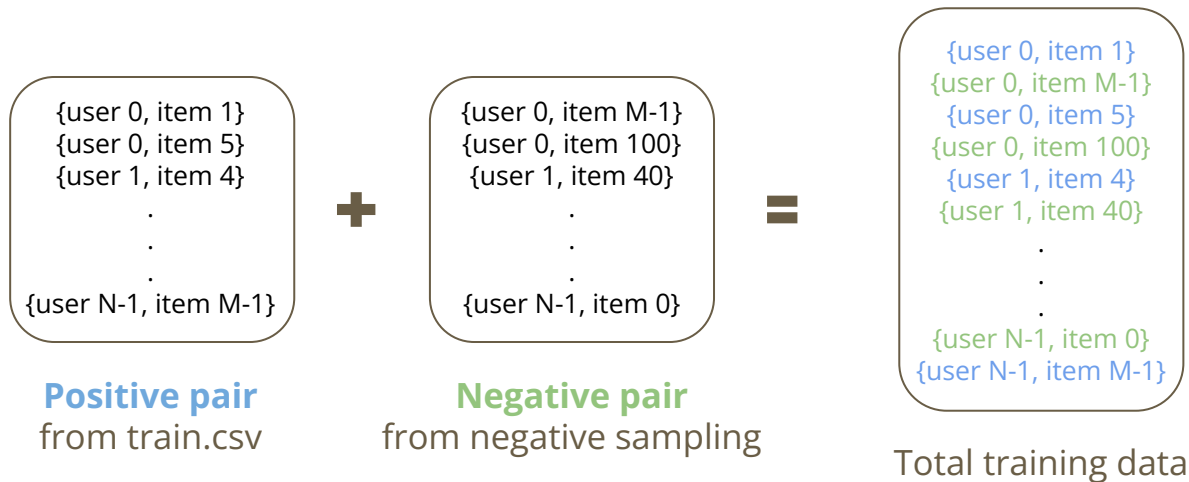 {user 0, item 1}
{user 0, item 5}
{user 1, item 4}
.
.
.
{user N-1, item M-1}
Positive pair
from train.csv
{user 0, item M-1}
{user 0, item 100}
{user 1, item 40}
.
.
.
{user N-1, item 0}
Negative pair
from negative sampling
{user 0, item 1}
{user 0, item M-1}
{user 0, item 5}
{user 0, item 100}
{user 1, item 4}
{user 1, item 40}
.
.
.
{user N-1, item 0}
{user N-1, item M-1}
Total training data